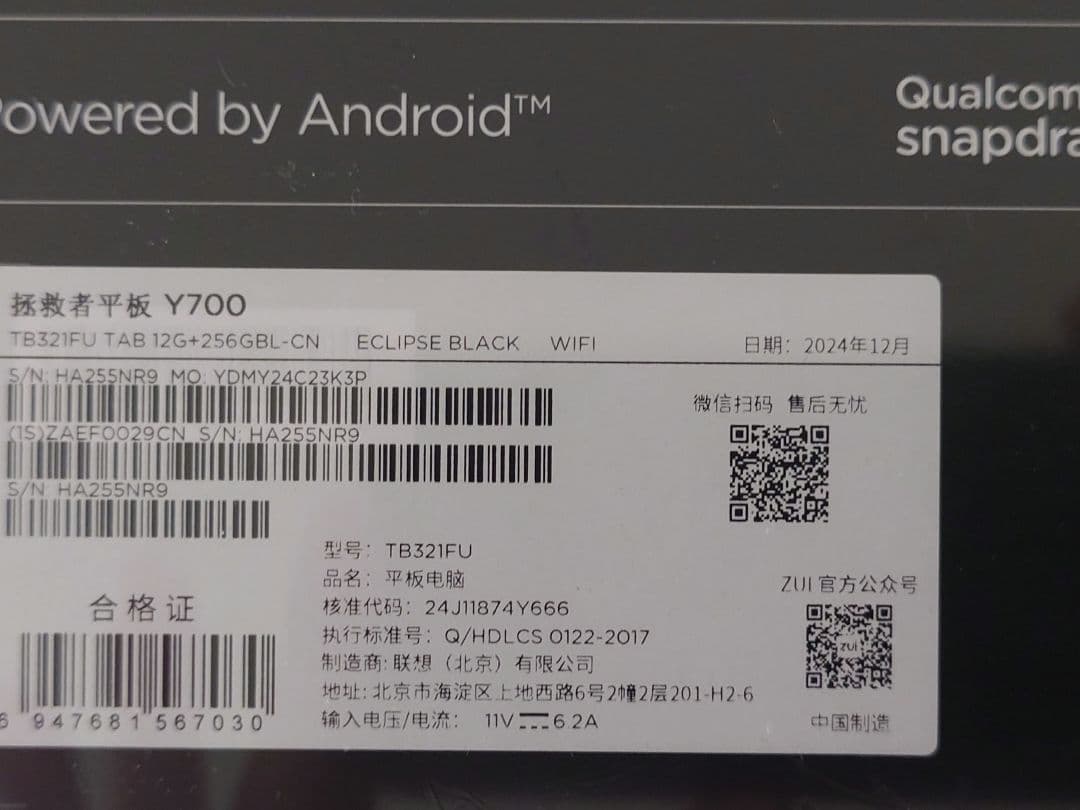 Powered by Android™
Qualcom
snapdra
拯救者平板 Y700
TB321FU TAB 12G+256GBL-CN ECLIPSE BLACK WIFI 日期：2024年12月
S/N: HA255NR9 MO: YDMY24C23K3P
(1S)ZAEF0029CN S/N: HA255NR9
S/N: HA255NR9
微信扫码 售后无忧
型号：TB321FU
品名：平板电脑
核准代码：24J11874Y666
执行标准号：Q/HDLCS 0122-2017
制造商: 联想（北京）有限公司
地址: 北京市海淀区上地西路6号2幢2层201-H2-6
输入电压/电流： 11V⎓6.2A
合格证
6 947681 567030
ZUI 官方公众号
ZUI
中国制造